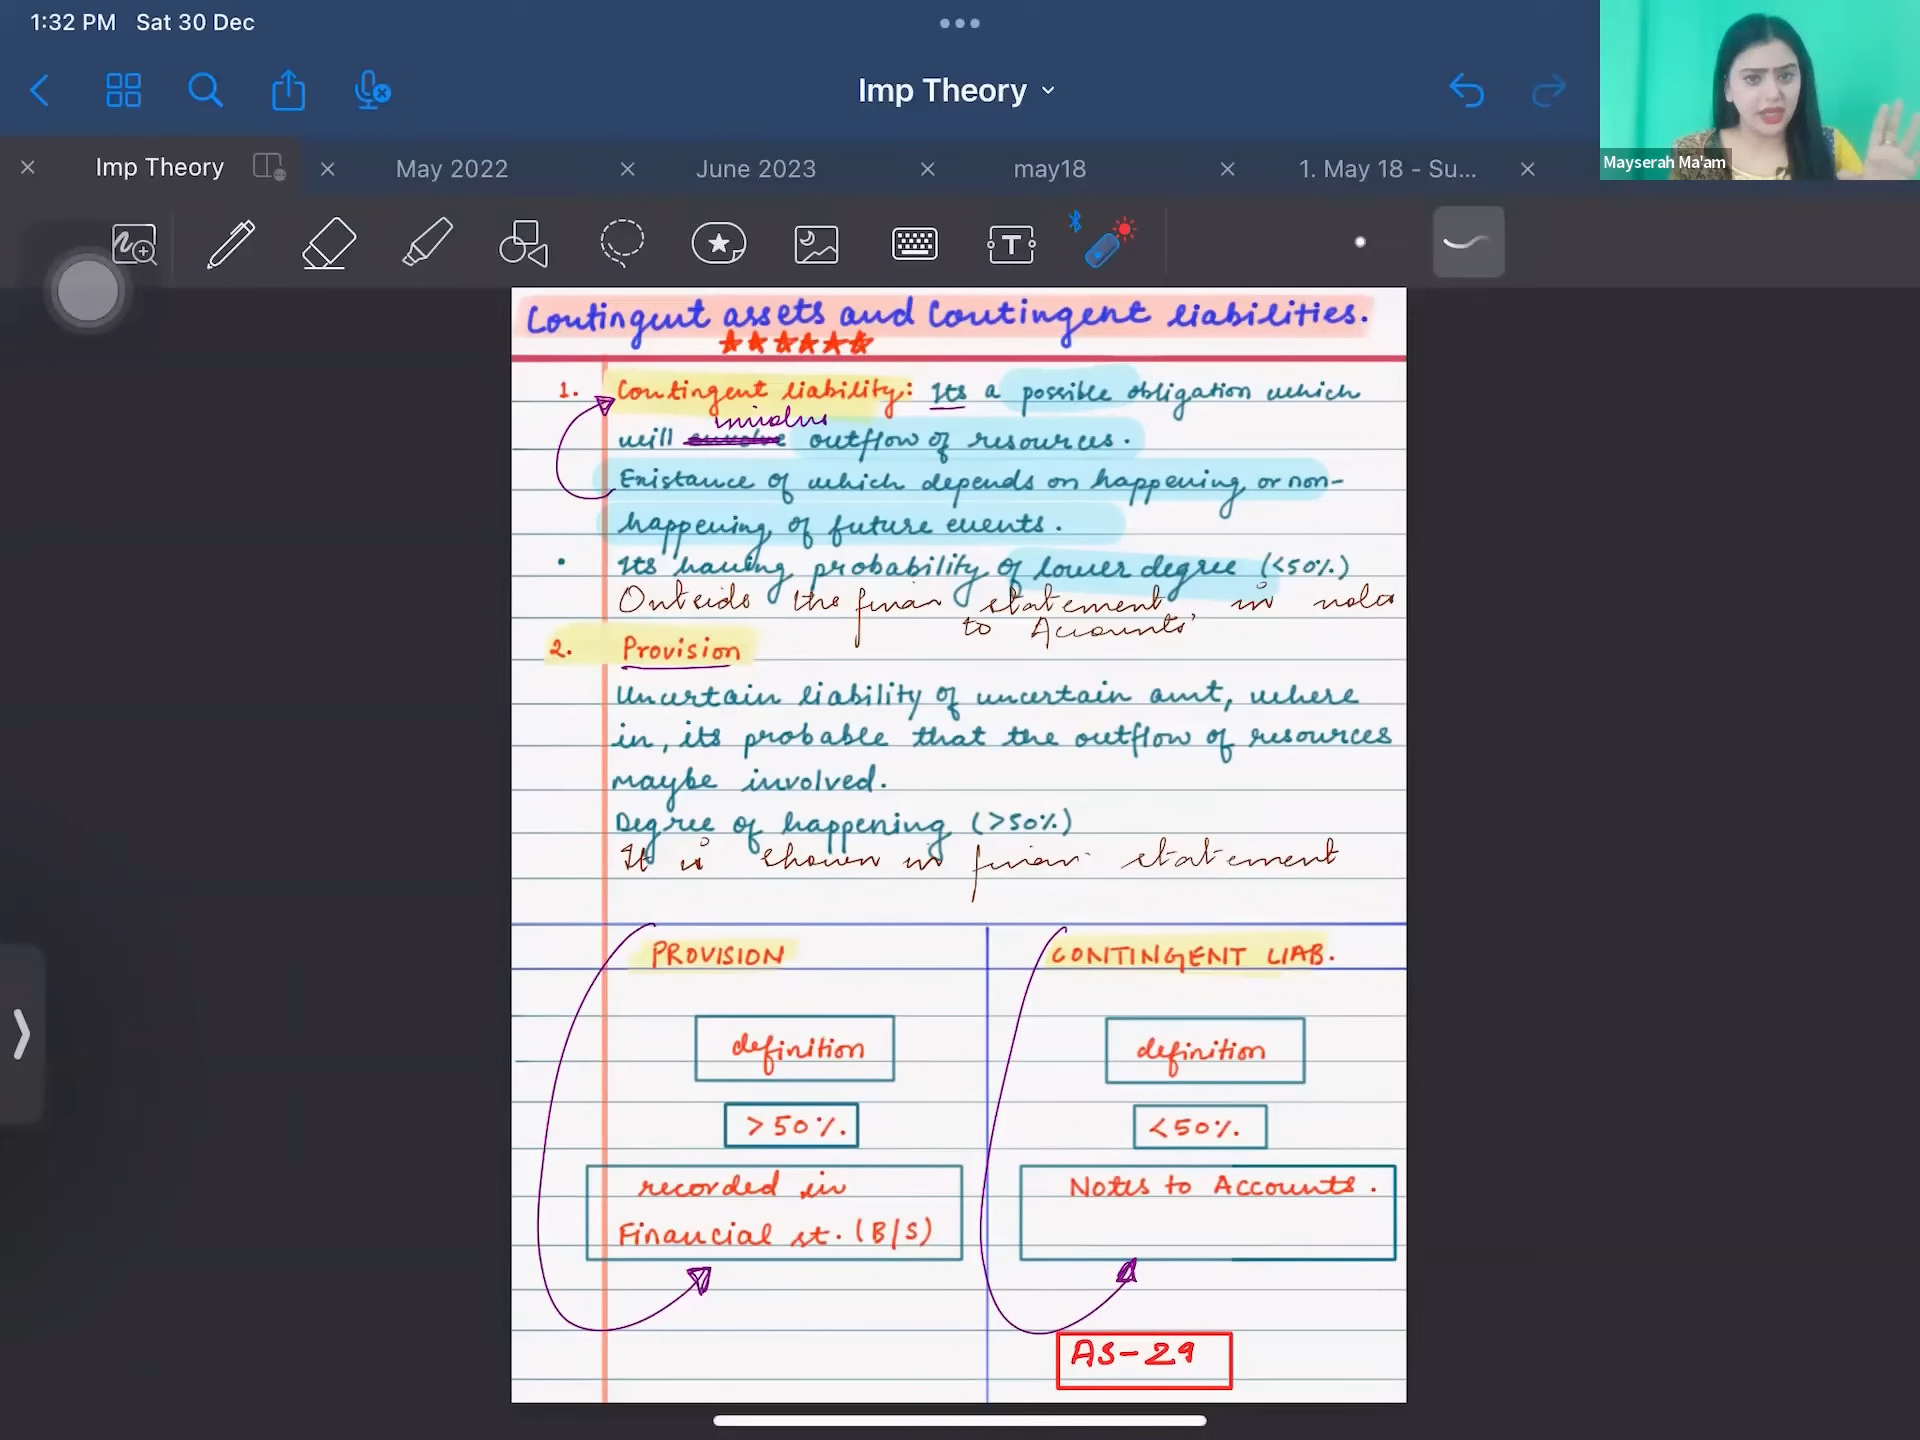 1:32 PM Sat 30 Dec
Imp Theory
Mayserah Ma'am
Imp Theory
May 2022
June 2023
may18
1. May 18 - Su...
T
Contingent assets and Contingent liabilities.
1. Contingent liability: Its a possible obligation which
involve
will outflow of resources.
Existance of which depends on happening or non-
happening of future events.
• Its having probability of lower degree (<50%)
Outside the finan statement, in notes
to Accounts
2. Provision
Uncertain liability of uncertain amt, where
in, its probable that the outflow of resources
maybe involved.
Degree of happening (>50%)
It is shown in finan statement
PROVISION
CONTINGENT LIAB.
definition
definition
>50%.
<50%.
recorded in
Financial st. (B/S)
Notes to Accounts.
AS-29